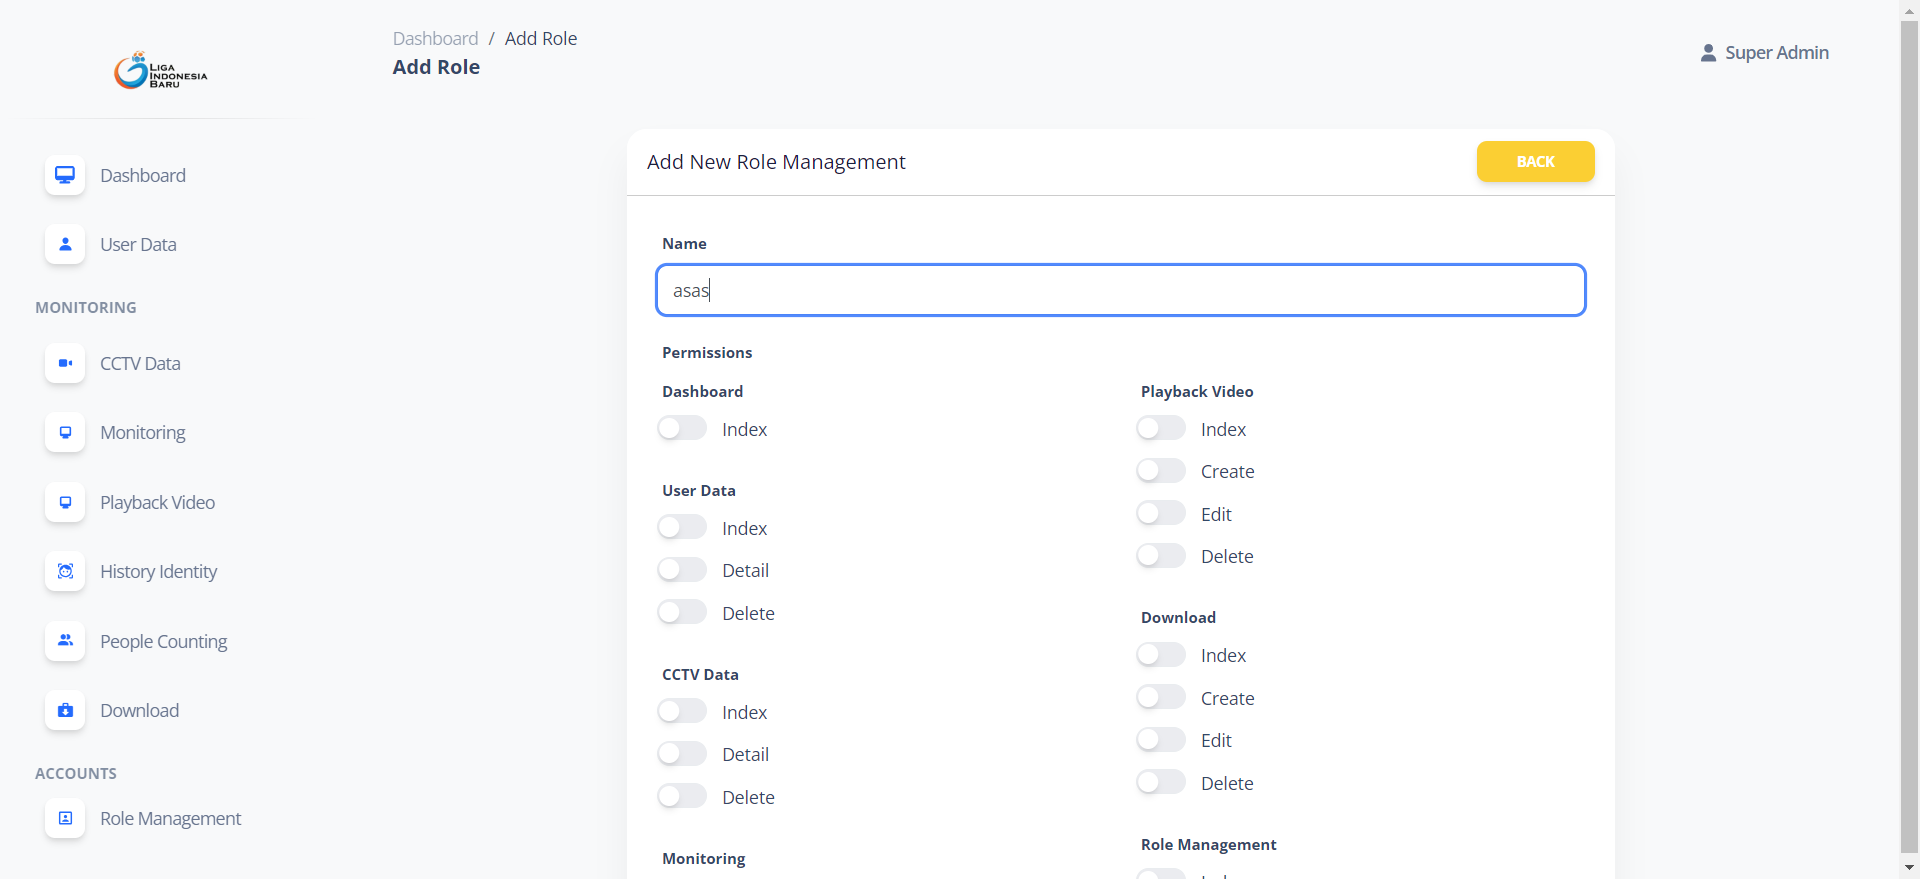 LIGA
INDONESIA
BARU
Dashboard
User Data
MONITORING
CCTV Data
Monitoring
Playback Video
History Identity
People Counting
Download
ACCOUNTS
Role Management
Dashboard / Add Role
Add Role
Super Admin
Add New Role Management
BACK
Name
asas
Permissions
Dashboard
Index
User Data
Index
Detail
Delete
CCTV Data
Index
Detail
Delete
Monitoring
Playback Video
Index
Create
Edit
Delete
Download
Index
Create
Edit
Delete
Role Management